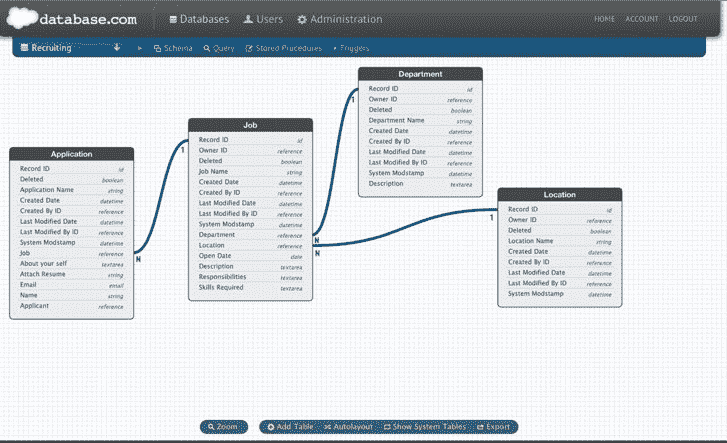 database.com Databases Users Administration HOME ACCOUNT LOGOUT
Recruiting Schema Query Stored Procedures Triggers
Department
Record ID id
Owner ID reference
Deleted boolean
Department Name string
Created Date datetime
Created By ID reference
Last Modified Date datetime
Last Modified By ID reference
System Modstamp datetime
Description textarea
1
N
Job
Record ID id
Owner ID reference
Deleted boolean
Job Name string
Created Date datetime
Created By ID reference
Last Modified Date datetime
Last Modified By ID reference
System Modstamp datetime
Department reference
Location reference
Open Date date
Description textarea
Responsibilities textarea
Skills Required textarea
1
N
Application
Record ID id
Deleted boolean
Application Name string
Created Date datetime
Created By ID reference
Last Modified Date datetime
Last Modified By ID reference
System Modstamp datetime
Job reference
About your self textarea
Attach Resume string
Email email
Name string
Applicant reference
N
Location
Record ID id
Owner ID reference
Deleted boolean
Location Name string
Created Date datetime
Created By ID reference
Last Modified Date datetime
Last Modified By ID reference
System Modstamp datetime
1
Zoom Add Table Autolayout Show System Tables Export